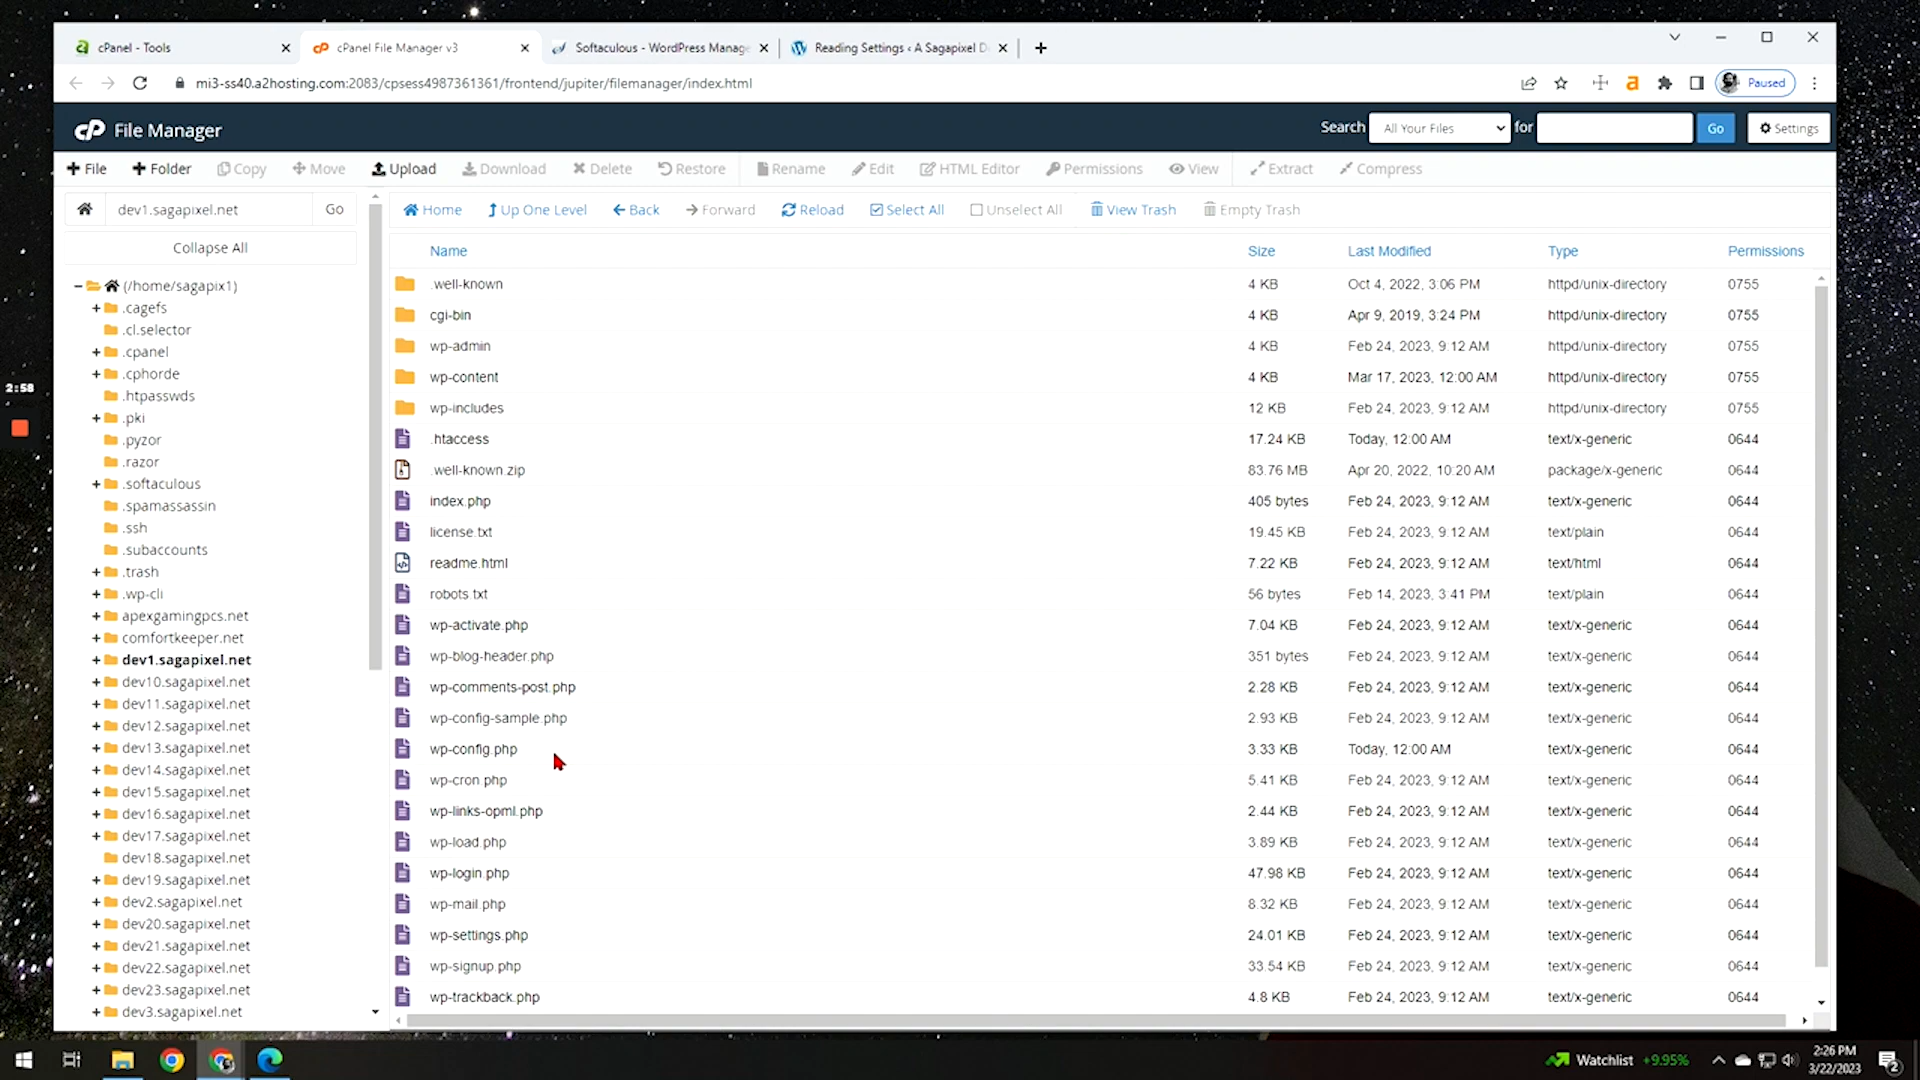 cPanel - Tools
cPanel File Manager v3
Softaculous - WordPress Manage
Reading Settings ‹ A Sagapixel D
mi3-ss40.a2hosting.com:2083/cpsess4987361361/frontend/jupiter/filemanager/index.html
Paused
cP File Manager
Search All Your Files for Go Settings
File Folder Copy Move Upload Download Delete Restore Rename Edit HTML Editor Permissions View Extract Compress
dev1.sagapixel.net Go
Home Up One Level Back Forward Reload Select All Unselect All View Trash Empty Trash
Collapse All
(/home/sagapix1)
.cagefs
.cl.selector
.cpanel
.cphorde
.htpasswds
.pki
.pyzor
.razor
.softaculous
.spamassassin
.ssh
.subaccounts
.trash
.wp-cli
apexgamingpcs.net
comfortkeeper.net
dev1.sagapixel.net
dev10.sagapixel.net
dev11.sagapixel.net
dev12.sagapixel.net
dev13.sagapixel.net
dev14.sagapixel.net
dev15.sagapixel.net
dev16.sagapixel.net
dev17.sagapixel.net
dev18.sagapixel.net
dev19.sagapixel.net
dev2.sagapixel.net
dev20.sagapixel.net
dev21.sagapixel.net
dev22.sagapixel.net
dev23.sagapixel.net
dev3.sagapixel.net
Name Size Last Modified Type Permissions
.well-known 4 KB Oct 4, 2022, 3:06 PM httpd/unix-directory 0755
cgi-bin 4 KB Apr 9, 2019, 3:24 PM httpd/unix-directory 0755
wp-admin 4 KB Feb 24, 2023, 9:12 AM httpd/unix-directory 0755
wp-content 4 KB Mar 17, 2023, 12:00 AM httpd/unix-directory 0755
wp-includes 12 KB Feb 24, 2023, 9:12 AM httpd/unix-directory 0755
.htaccess 17.24 KB Today, 12:00 AM text/x-generic 0644
.well-known.zip 83.76 MB Apr 20, 2022, 10:20 AM package/x-generic 0644
index.php 405 bytes Feb 24, 2023, 9:12 AM text/x-generic 0644
license.txt 19.45 KB Feb 24, 2023, 9:12 AM text/plain 0644
readme.html 7.22 KB Feb 24, 2023, 9:12 AM text/html 0644
robots.txt 56 bytes Feb 14, 2023, 3:41 PM text/plain 0644
wp-activate.php 7.04 KB Feb 24, 2023, 9:12 AM text/x-generic 0644
wp-blog-header.php 351 bytes Feb 24, 2023, 9:12 AM text/x-generic 0644
wp-comments-post.php 2.28 KB Feb 24, 2023, 9:12 AM text/x-generic 0644
wp-config-sample.php 2.93 KB Feb 24, 2023, 9:12 AM text/x-generic 0644
wp-config.php 3.33 KB Today, 12:00 AM text/x-generic 0644
wp-cron.php 5.41 KB Feb 24, 2023, 9:12 AM text/x-generic 0644
wp-links-opml.php 2.44 KB Feb 24, 2023, 9:12 AM text/x-generic 0644
wp-load.php 3.89 KB Feb 24, 2023, 9:12 AM text/x-generic 0644
wp-login.php 47.98 KB Feb 24, 2023, 9:12 AM text/x-generic 0644
wp-mail.php 8.32 KB Feb 24, 2023, 9:12 AM text/x-generic 0644
wp-settings.php 24.01 KB Feb 24, 2023, 9:12 AM text/x-generic 0644
wp-signup.php 33.54 KB Feb 24, 2023, 9:12 AM text/x-generic 0644
wp-trackback.php 4.8 KB Feb 24, 2023, 9:12 AM text/x-generic 0644
2:58
Watchlist +9.95%
2:26 PM
3/22/2023
2